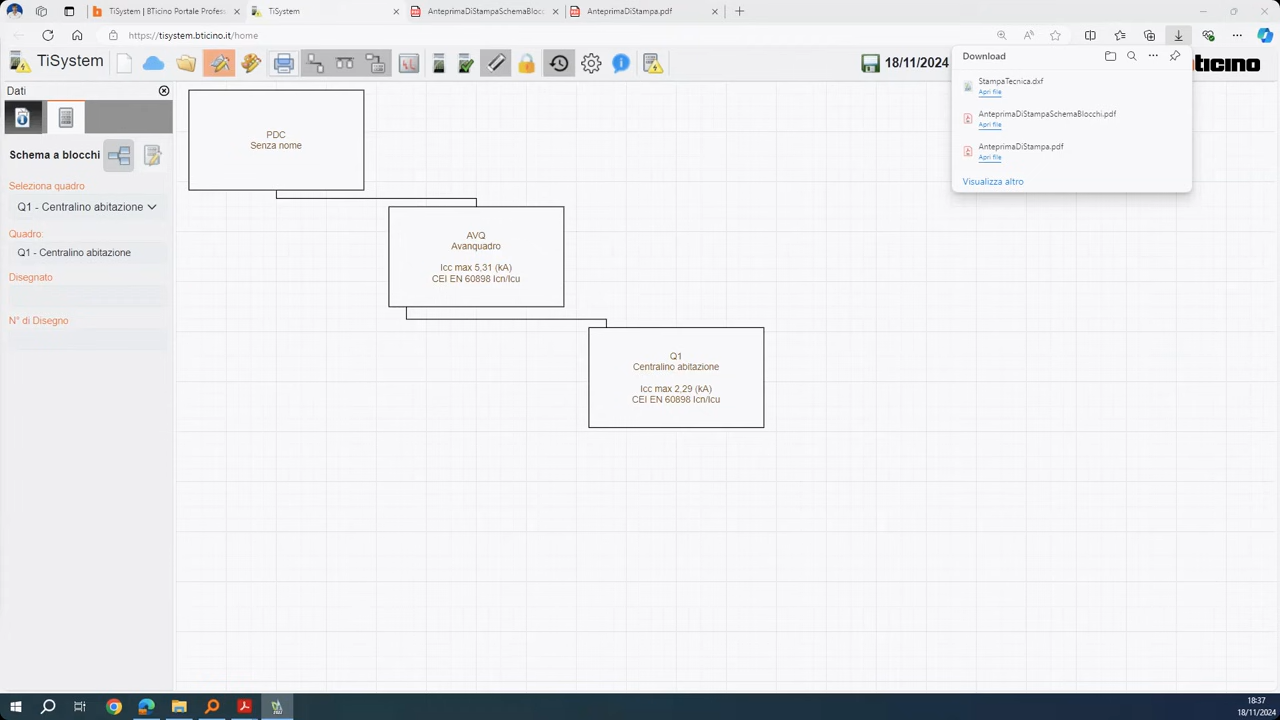 TiSystem | BTicino Portale Profes
TiSystem
AnteprimaDiStampaSchemaBlocc
AnteprimaDiStampa.pdf
https://tisystem.bticino.it/home
TiSystem
18/11/2024
bticino
Download
StampaTecnica.dxf
Apri file
AnteprimaDiStampaSchemaBlocchi.pdf
Apri file
AnteprimaDiStampa.pdf
Apri file
Visualizza altro
Dati
Schema a blocchi
Seleziona quadro
Q1 - Centralino abitazione
Quadro:
Q1 - Centralino abitazione
Disegnato
N° di Disegno
PDC
Senza nome
AVQ
Avanquadro
Icc max 5,31 (kA)
CEI EN 60898 Icn/Icu
Q1
Centralino abitazione
Icc max 2,29 (kA)
CEI EN 60898 Icn/Icu
18:37
18/11/2024